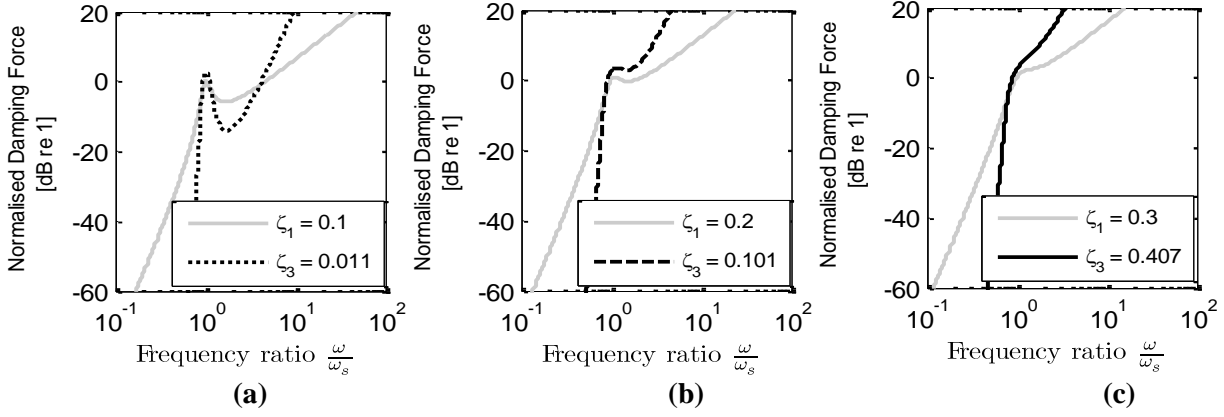 Normalised Damping Force
[dB re 1]
20
0
-20
-40
-60
ζ1 = 0.1
ζ3 = 0.011
10^-1 10^0 10^1 10^2
Frequency ratio ω/ωs
(a)
Normalised Damping Force
[dB re 1]
20
0
-20
-40
-60
ζ1 = 0.2
ζ3 = 0.101
10^-1 10^0 10^1 10^2
Frequency ratio ω/ωs
(b)
Normalised Damping Force
[dB re 1]
20
0
-20
-40
-60
ζ1 = 0.3
ζ3 = 0.407
10^-1 10^0 10^1 10^2
Frequency ratio ω/ωs
(c)